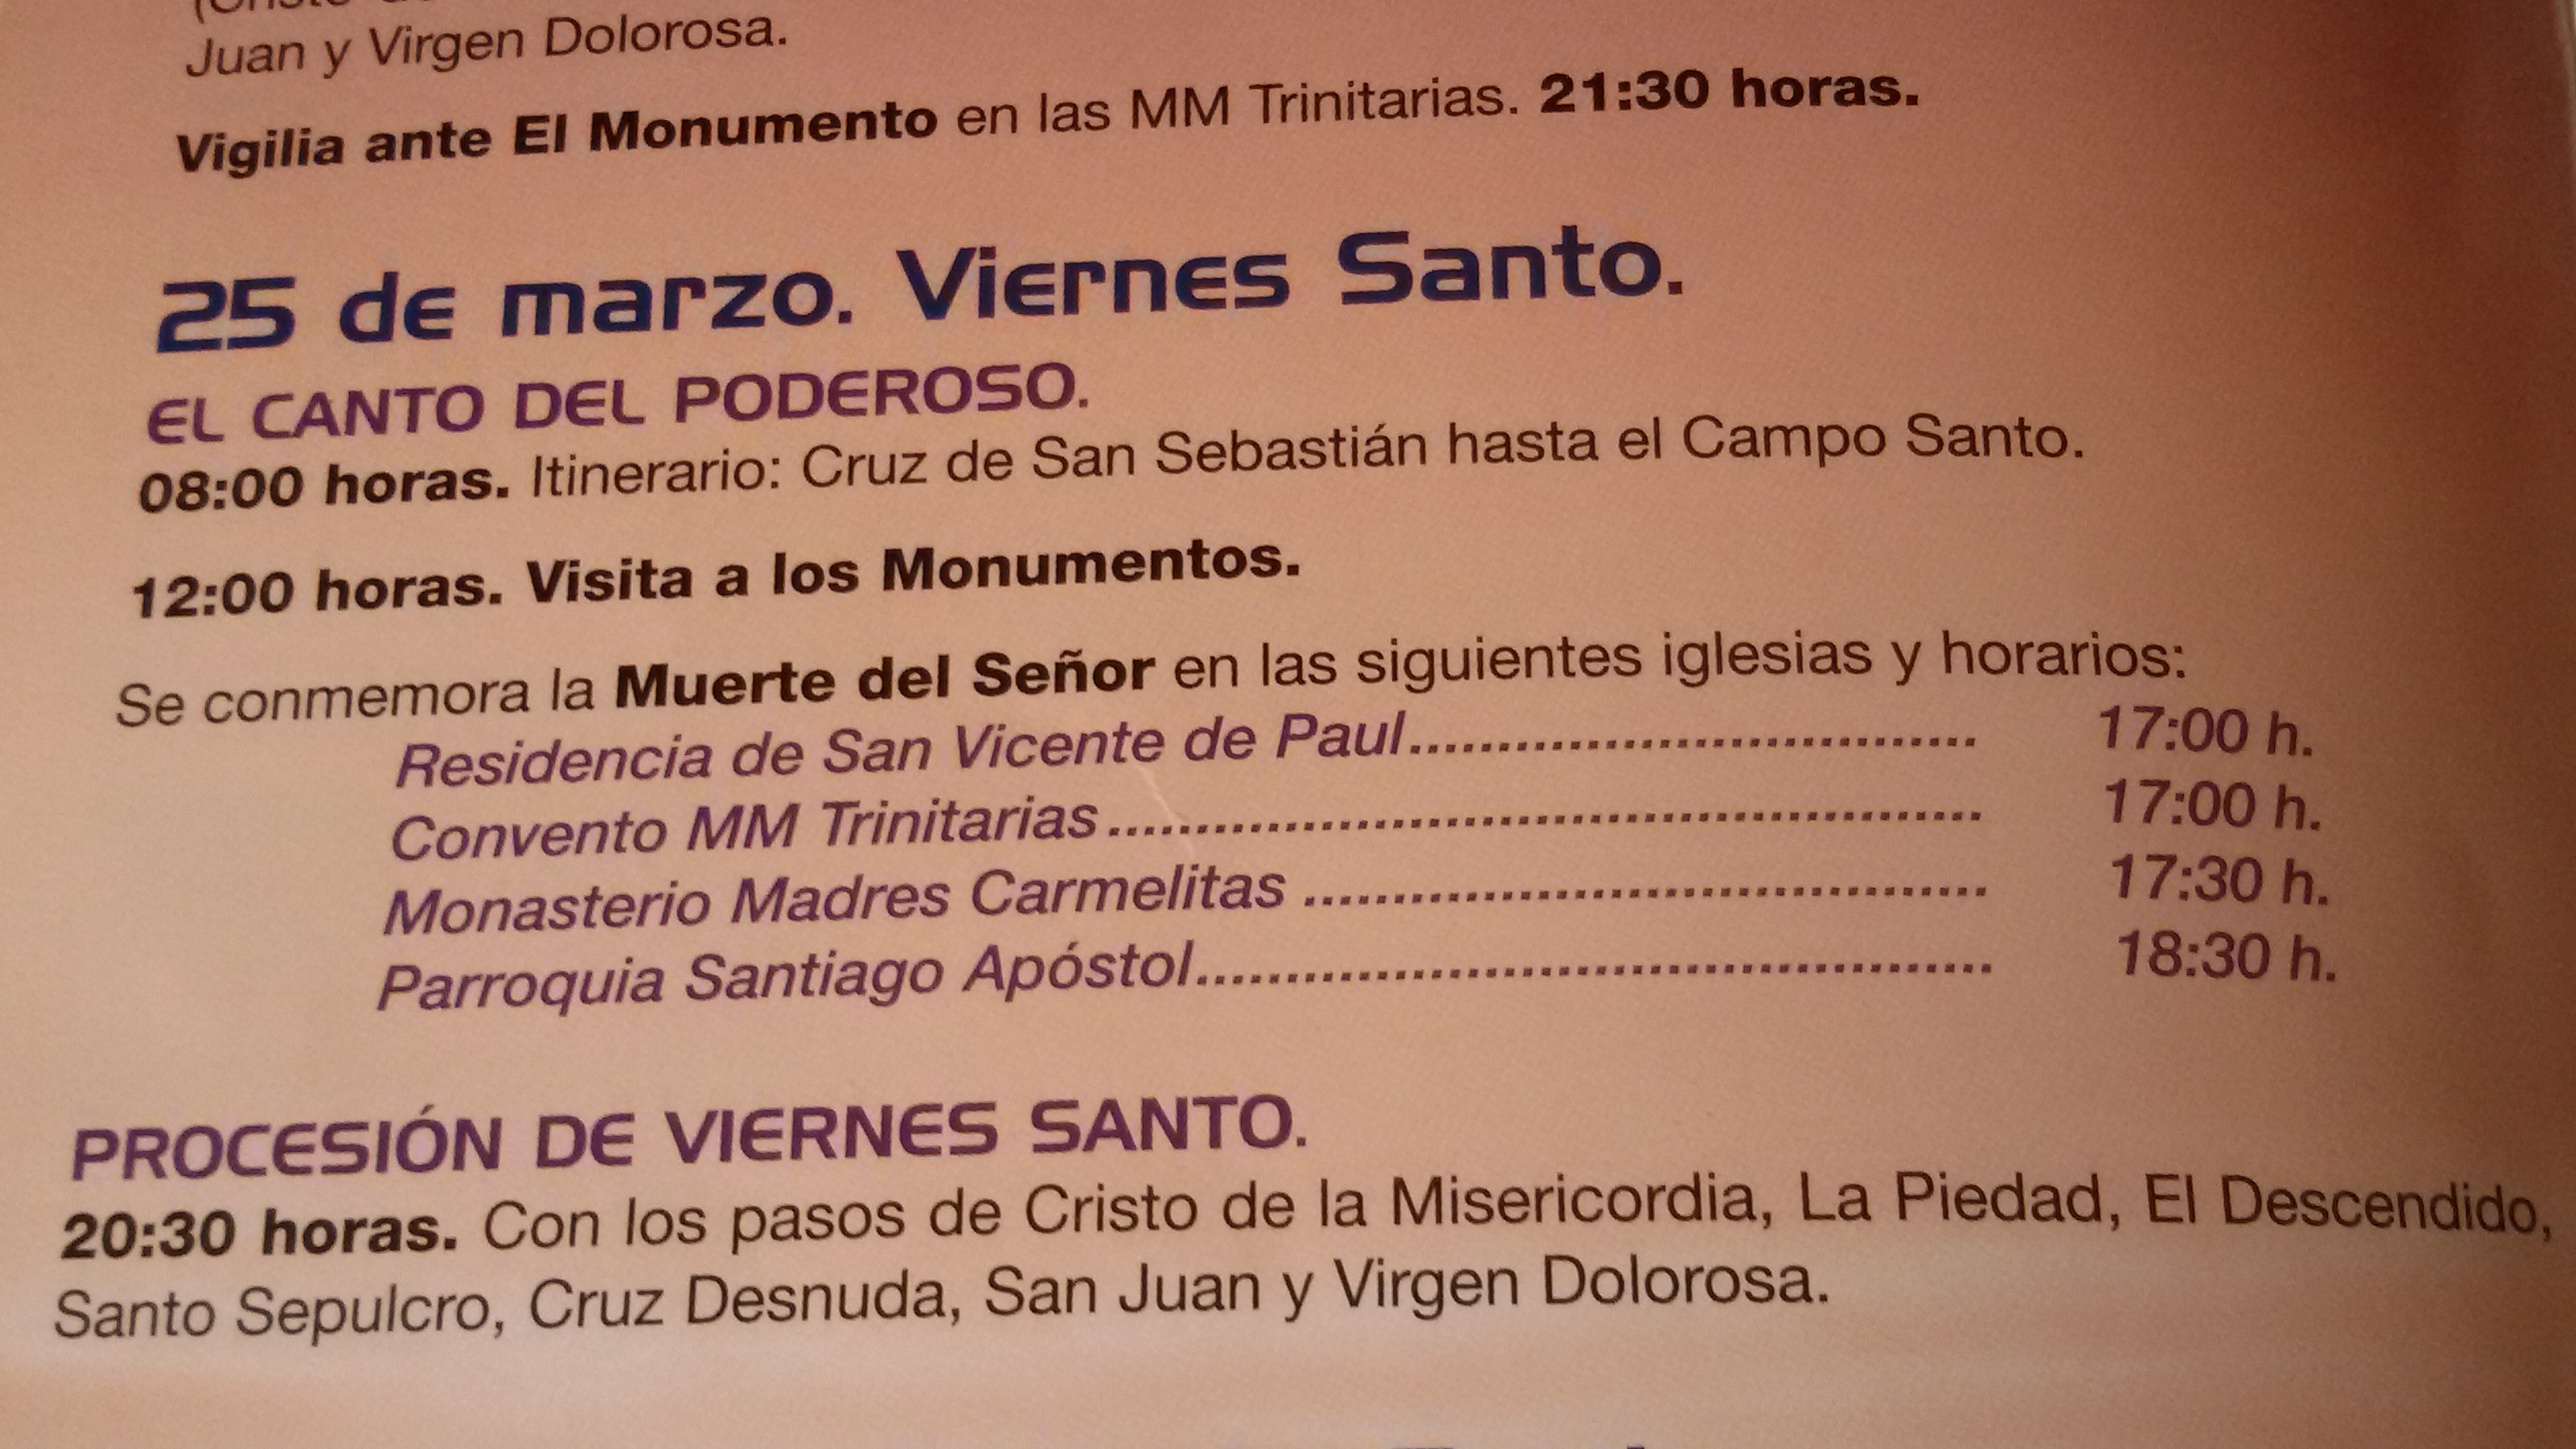 Juan y Virgen Dolorosa.
Vigilia ante El Monumento en las MM Trinitarias. 21:30 horas.
25 de marzo. Viernes Santo.
EL CANTO DEL PODEROSO.
08:00 horas. Itinerario: Cruz de San Sebastián hasta el Campo Santo.
12:00 horas. Visita a los Monumentos.
Se conmemora la Muerte del Señor en las siguientes iglesias y horarios:
Residencia de San Vicente de Paul.................................. 17:00 h.
Convento MM Trinitarias.................................................... 17:00 h.
Monasterio Madres Carmelitas ......................................... 17:30 h.
Parroquia Santiago Apóstol............................................... 18:30 h.
PROCESIÓN DE VIERNES SANTO.
20:30 horas. Con los pasos de Cristo de la Misericordia, La Piedad, El Descendido,
Santo Sepulcro, Cruz Desnuda, San Juan y Virgen Dolorosa.